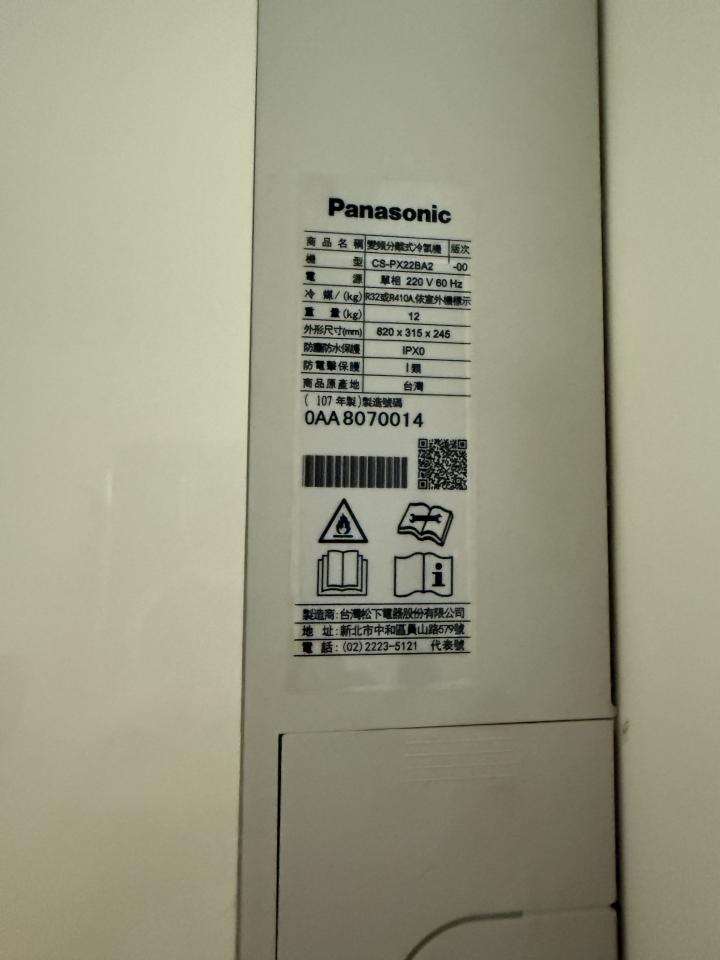 Panasonic
商品名稱 變頻分離式冷氣機 版次
機型 CS-PX22BA2 -00
電源 單相 220 V 60 Hz
冷媒/(kg) R32或R410A,依室外機標示
重量(kg) 12
外形尺寸(mm) 820 x 315 x 245
防塵防水保護 IPX0
防電擊保護 I類
商品原產地 台灣
( 107 年製)製造號碼
0AA8070014
製造商:台灣松下電器股份有限公司
地址:新北市中和區員山路579號
電話:(02)2223-5121 代表號